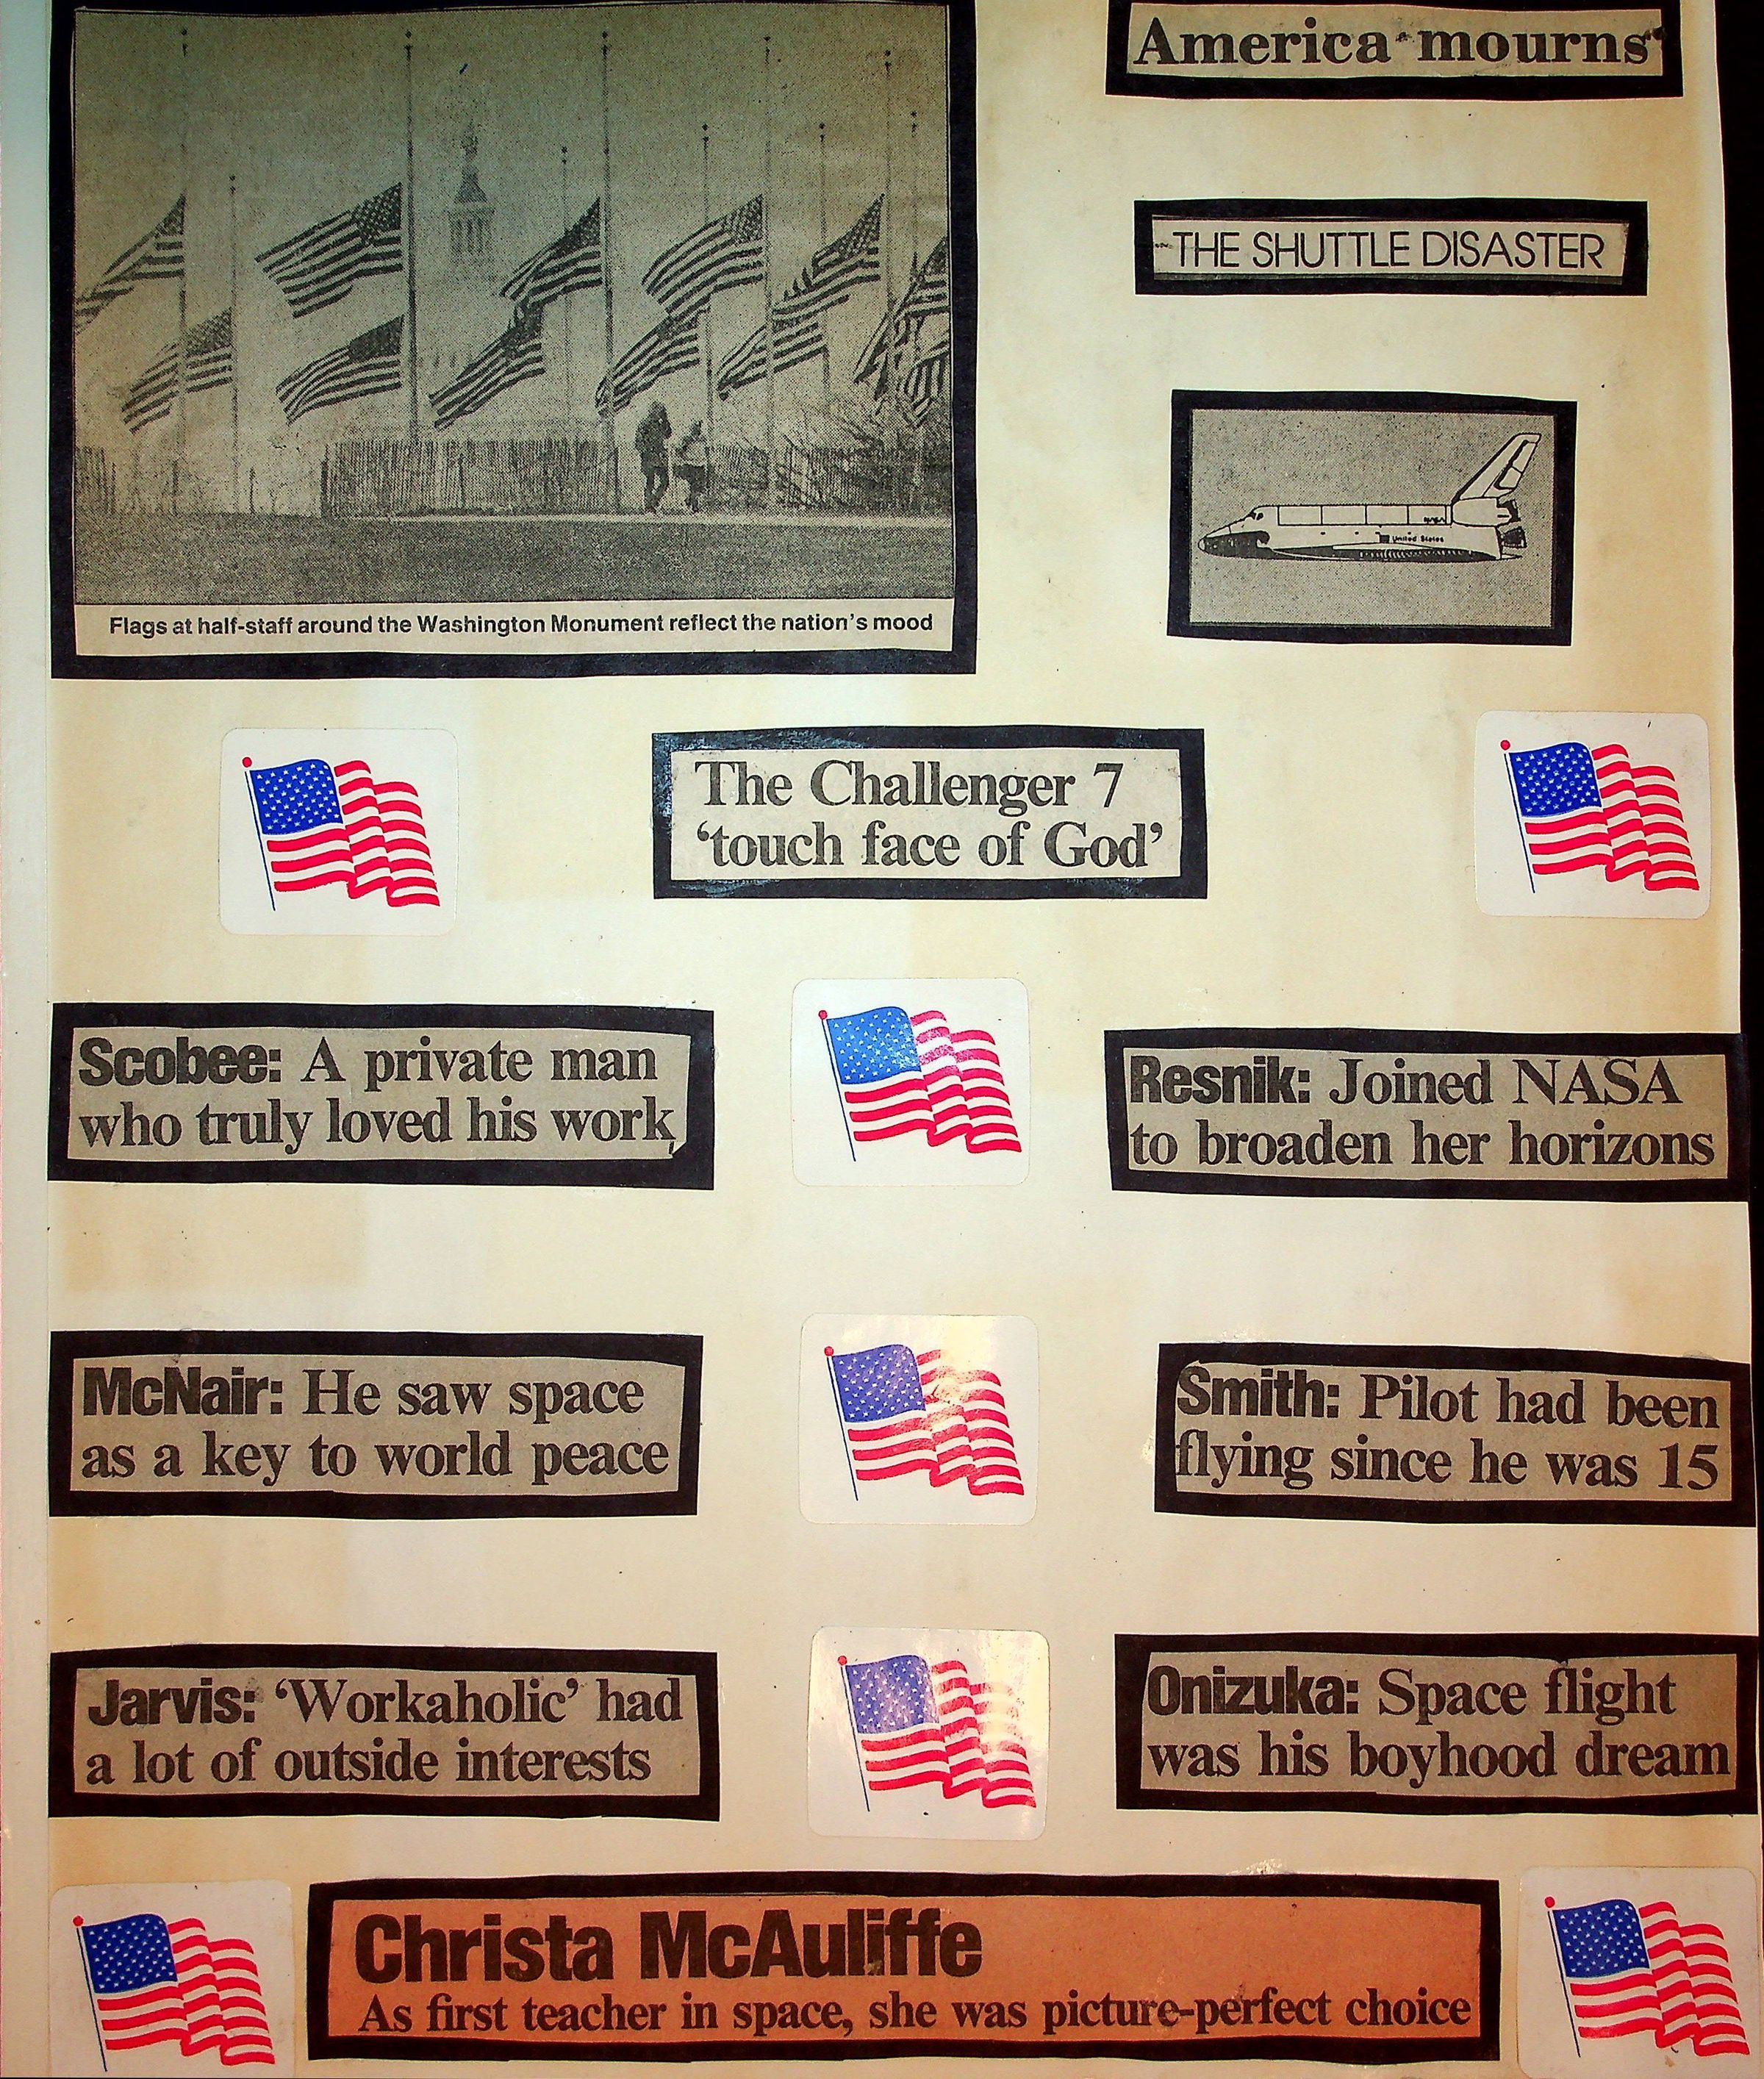 America mourns
THE SHUTTLE DISASTER
United States
Flags at half-staff around the Washington Monument reflect the nation's mood
The Challenger 7
‘touch face of God’
Scobee: A private man
who truly loved his work,
Resnik: Joined NASA
to broaden her horizons
McNair: He saw space
as a key to world peace
Smith: Pilot had been
flying since he was 15
Jarvis: ‘Workaholic’ had
a lot of outside interests
Onizuka: Space flight
was his boyhood dream
Christa McAuliffe
As first teacher in space, she was picture-perfect choice